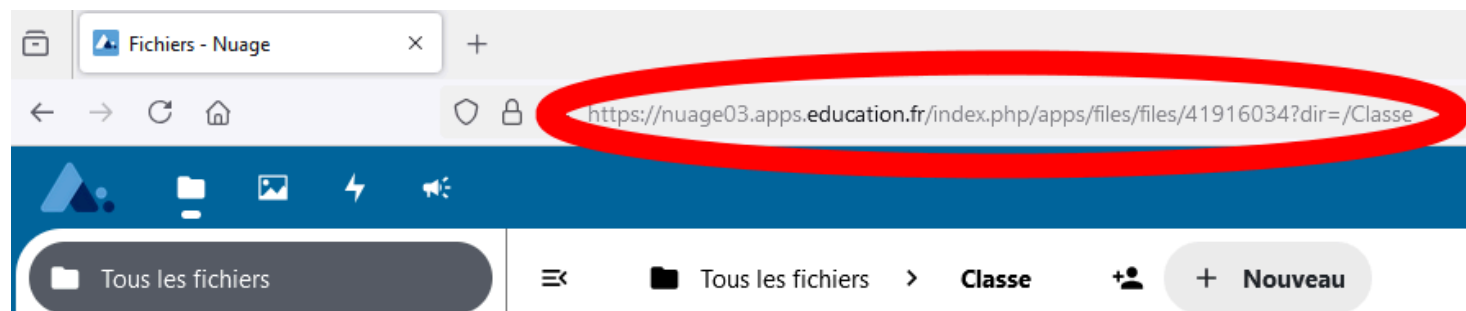 Fichiers - Nuage
https://nuage03.apps.education.fr/index.php/apps/files/files/41916034?dir=/Classe
Tous les fichiers
Tous les fichiers > Classe + Nouveau